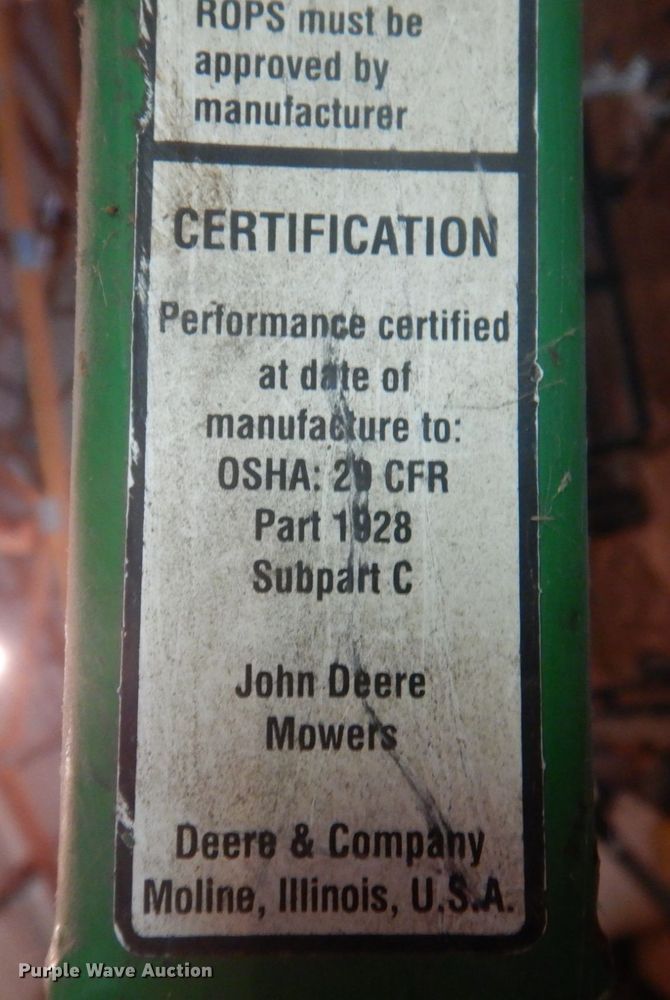 ROPS must be
approved by
manufacturer
CERTIFICATION
Performance certified
at date of
manufacture to:
OSHA: 29 CFR
Part 1928
Subpart C
John Deere
Mowers
Deere & Company
Moline, Illinois, U.S.A.
Purple Wave Auction